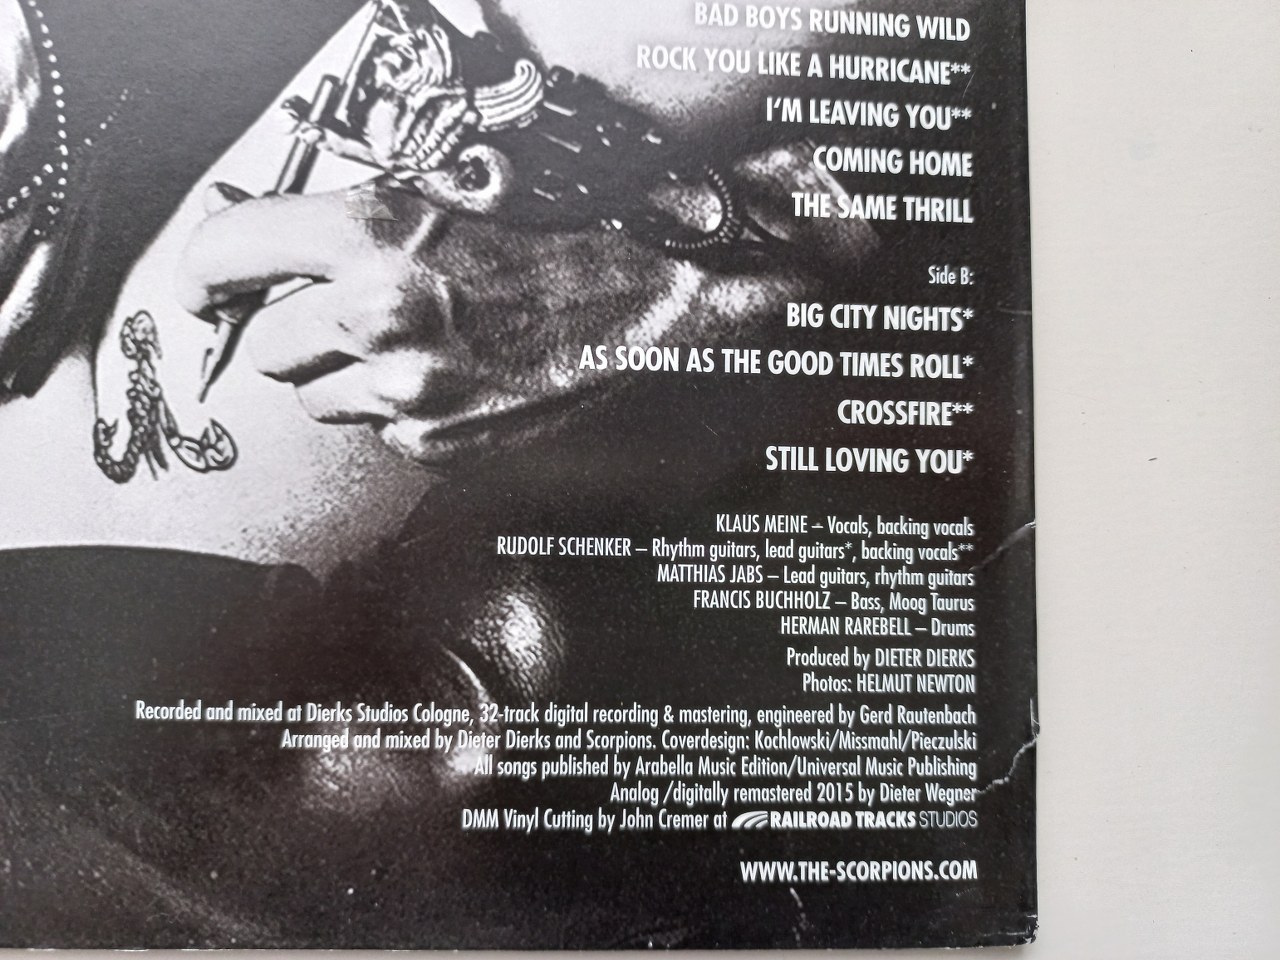 BAD BOYS RUNNING WILD
ROCK YOU LIKE A HURRICANE**
I'M LEAVING YOU**
COMING HOME
THE SAME THRILL
Side B:
BIG CITY NIGHTS*
AS SOON AS THE GOOD TIMES ROLL*
CROSSFIRE**
STILL LOVING YOU*
KLAUS MEINE – Vocals, backing vocals
RUDOLF SCHENKER – Rhythm guitars, lead guitars*, backing vocals**
MATTHIAS JABS – Lead guitars, rhythm guitars
FRANCIS BUCHHOLZ – Bass, Moog Taurus
HERMAN RAREBELL – Drums
Produced by DIETER DIERKS
Photos: HELMUT NEWTON
Recorded and mixed at Dierks Studios Cologne, 32-track digital recording & mastering, engineered by Gerd Rautenbach
Arranged and mixed by Dieter Dierks and Scorpions. Coverdesign: Kochlowski/Missmahl/Pieczulski
All songs published by Arabella Music Edition/Universal Music Publishing
Analog /digitally remastered 2015 by Dieter Wegner
DMM Vinyl Cutting by John Cremer at RAILROAD TRACKS STUDIOS
WWW.THE-SCORPIONS.COM